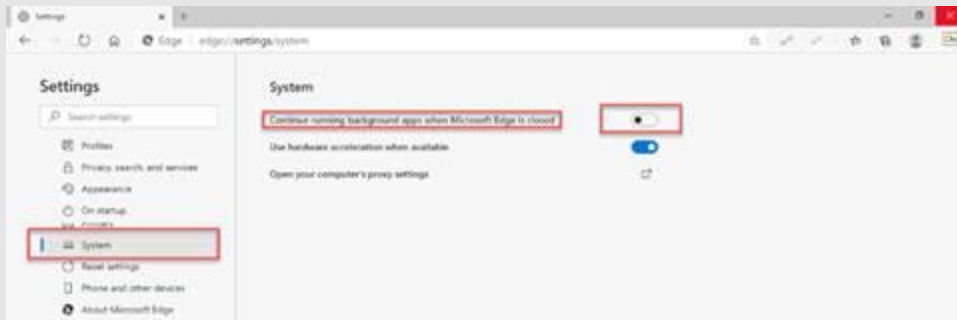 Settings
Edge | edge://settings/system
Settings
Search settings
Profiles
Privacy, search, and services
Appearance
On startup
System
Reset settings
Phone and other devices
About Microsoft Edge
System
Continue running background apps when Microsoft Edge is closed
Use hardware acceleration when available
Open your computer's proxy settings